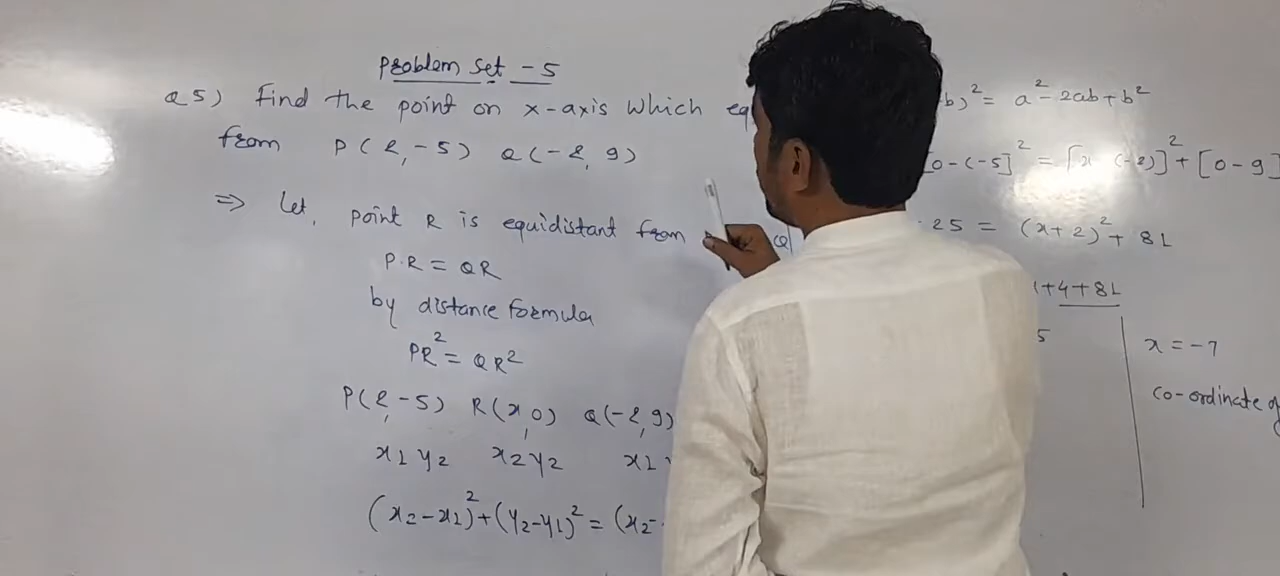 Problem set - 5
Q 5) Find the point on x-axis which
from P(2, -5) Q(-2, 9)
⇒ Let, point R is equidistant from Q
P.R = QR
by distance formula
PR² = QR²
P(2, -5) R(x, 0) Q(-2, 9)
x1 y2 x2 y2 x1
(x2-x1)²+(y2-y1)² = (x2-
b)² = a² - 2ab + b²
[0-(-5]² = [x (-2)]² + [0-9]
25 = (x+2)² + 81
+4+81
5
x = -7
co-ordinate of